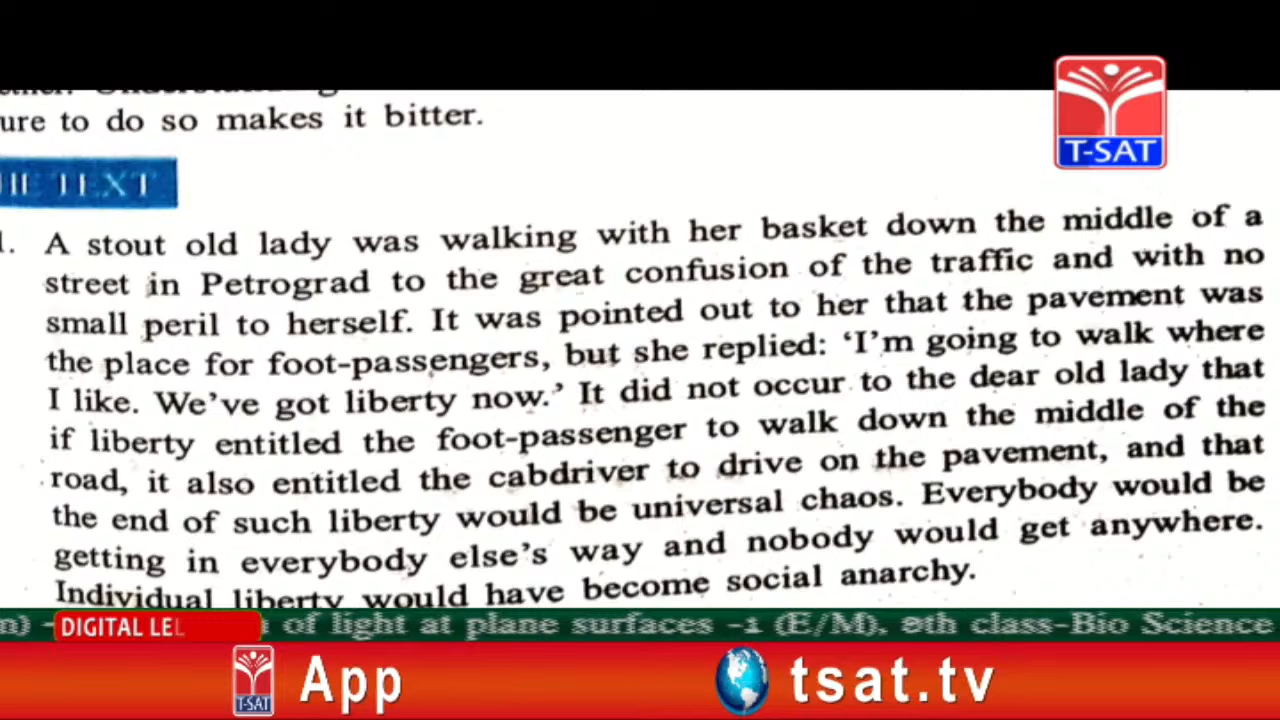 ure to do so makes it bitter.
T-SAT
HE TEXT
1. A stout old lady was walking with her basket down the middle of a
street in Petrograd to the great confusion of the traffic and with no
small peril to herself. It was pointed out to her that the pavement was
the place for foot-passengers, but she replied: ‘I’m going to walk where
I like. We’ve got liberty now.’ It did not occur to the dear old lady that
if liberty entitled the foot-passenger to walk down the middle of the
road, it also entitled the cabdriver to drive on the pavement, and that
the end of such liberty would be universal chaos. Everybody would be
getting in everybody else’s way and nobody would get anywhere.
Individual liberty would have become social anarchy.
DIGITAL LE
of light at plane surfaces -1 (E/M), 8th class-Bio Science
T-SAT App
tsat.tv